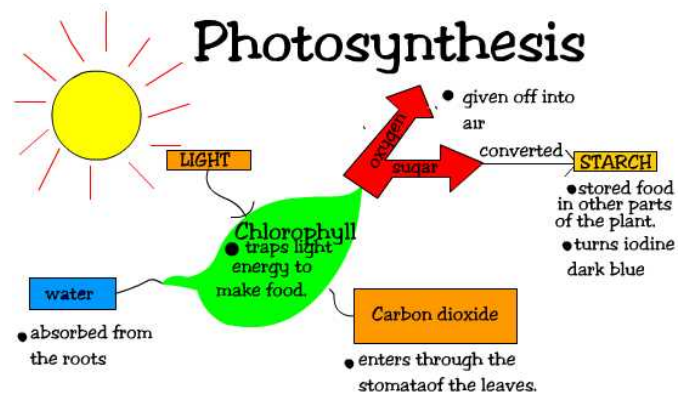 Photosynthesis
● given off into
air
oxygen
LIGHT
sugar
converted
STARCH
●stored food
in other parts
of the plant.
●turns iodine
dark blue
Chlorophyll
● traps light
energy to
make food.
water
●absorbed from
the roots
Carbon dioxide
●enters through the
stomataof the leaves.